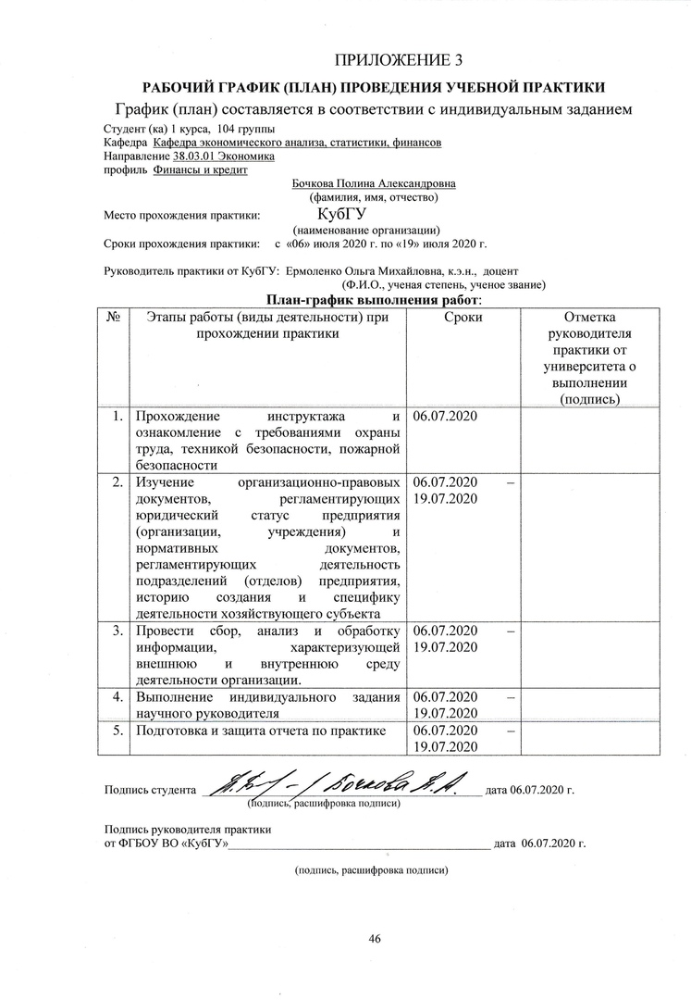 ПРИЛОЖЕНИЕ 3
РАБОЧИЙ ГРАФИК (ПЛАН) ПРОВЕДЕНИЯ УЧЕБНОЙ ПРАКТИКИ
График (план) составляется в соответствии с индивидуальным заданием
Студент (ка) 1 курса, 104 группы
Кафедра Кафедра экономического анализа, статистики, финансов
Направление 38.03.01 Экономика
профиль Финансы и кредит
Бочкова Полина Александровна
(фамилия, имя, отчество)
Место прохождения практики: КубГУ
(наименование организации)
Сроки прохождения практики: с «06» июля 2020 г. по «19» июля 2020 г.
Руководитель практики от КубГУ: Ермоленко Ольга Михайловна, к.э.н., доцент
(Ф.И.О., ученая степень, ученое звание)
План-график выполнения работ:
№ Этапы работы (виды деятельности) при Сроки Отметка
прохождении практики руководителя
практики от
университета о
выполнении
(подпись)
1. Прохождение инструктажа и 06.07.2020
ознакомление с требованиями охраны
труда, техникой безопасности, пожарной
безопасности
2. Изучение организационно-правовых 06.07.2020 –
документов, регламентирующих 19.07.2020
юридический статус предприятия
(организации, учреждения) и
нормативных документов,
регламентирующих деятельность
подразделений (отделов) предприятия,
историю создания и специфику
деятельности хозяйствующего субъекта
3. Провести сбор, анализ и обработку 06.07.2020 –
информации, характеризующей 19.07.2020
внешнюю и внутреннюю среду
деятельности организации.
4. Выполнение индивидуального задания 06.07.2020 –
научного руководителя 19.07.2020
5. Подготовка и защита отчета по практике 06.07.2020 –
19.07.2020
Подпись студента / Бочкова П.А. дата 06.07.2020 г.
(подпись, расшифровка подписи)
Подпись руководителя практики
от ФГБОУ ВО «КубГУ» дата 06.07.2020 г.
(подпись, расшифровка подписи)
46